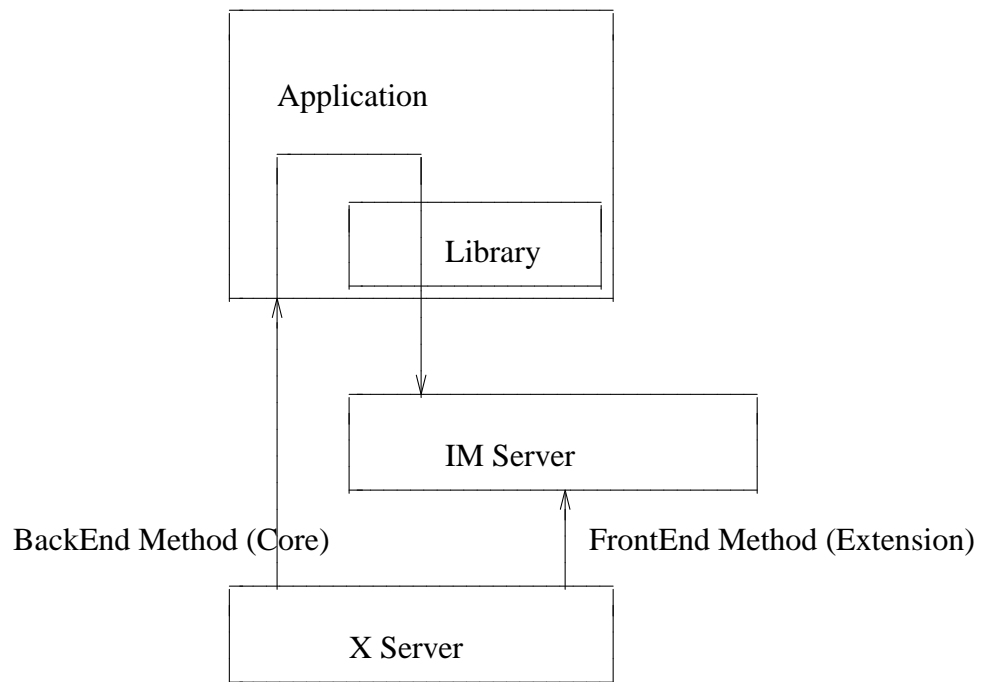 Application
Library
IM Server
BackEnd Method (Core)
FrontEnd Method (Extension)
X Server